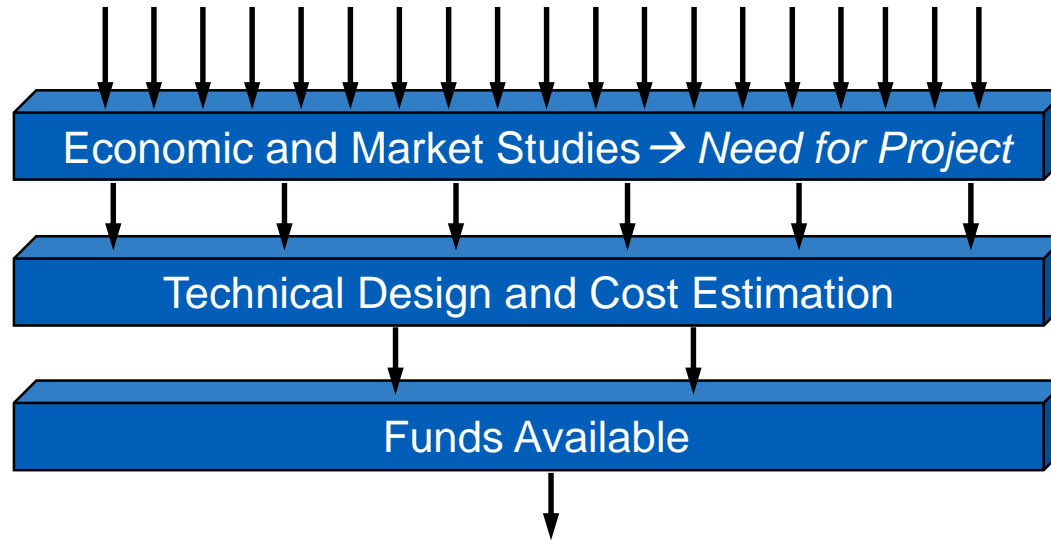 Economic and Market Studies → Need for Project
Technical Design and Cost Estimation
Funds Available